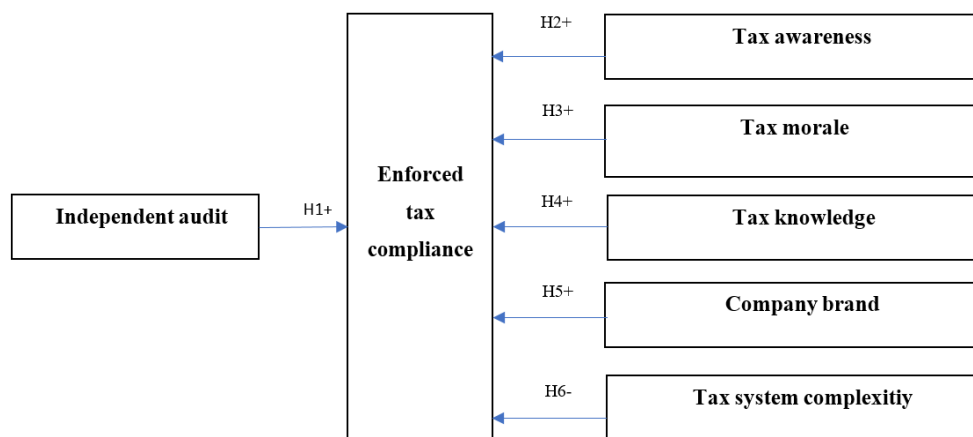 H2+
Tax awareness
H3+
Tax morale
Enforced
tax
compliance
Independent audit
H1+
H4+
Tax knowledge
H5+
Company brand
H6-
Tax system complexitiy